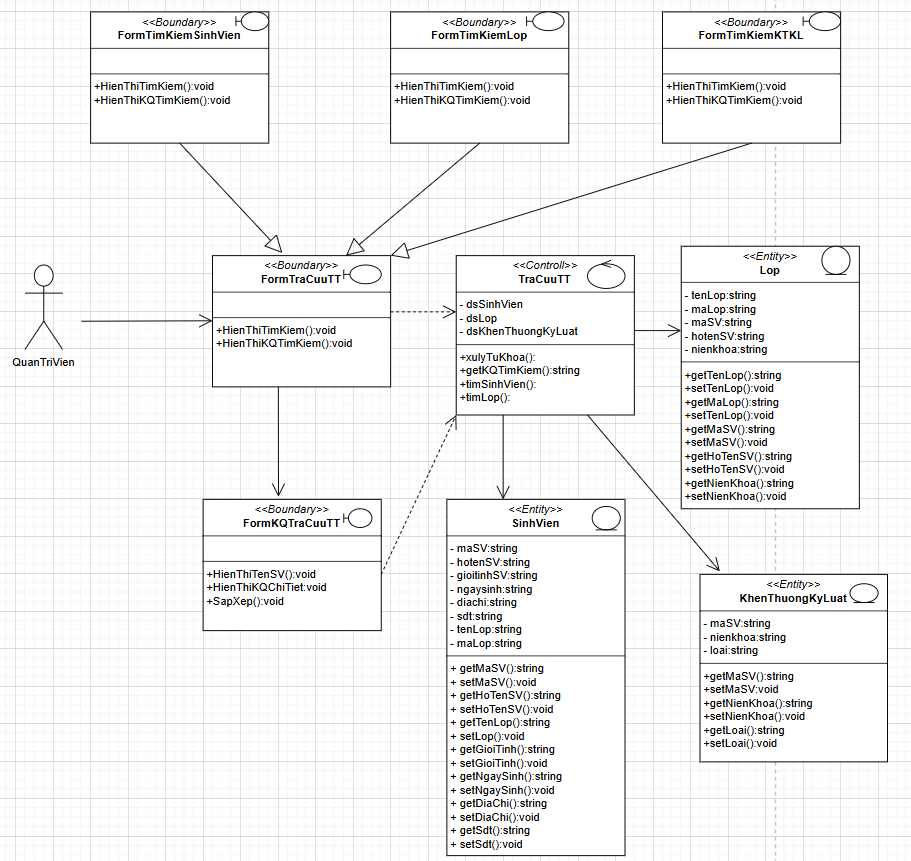 <<Boundary>>
FormTimKiemSinhVien
+HienThiTimKiem():void
+HienThiKQTimKiem():void
<<Boundary>>
FormTimKiemLop
+HienThiTimKiem():void
+HienThiKQTimKiem():void
<<Boundary>>
FormTimKiemKTKL
+HienThiTimKiem():void
+HienThiKQTimKiem():void
QuanTriVien
<<Boundary>>
FormTraCuuTT
+HienThiTimKiem():void
+HienThiKQTimKiem():void
<<Controll>>
TraCuuTT
- dsSinhVien
- dsLop
- dsKhenThuongKyLuat
+xulyTuKhoa():
+getKQTimKiem():string
+timSinhVien():
+timLop():
<<Entity>>
Lop
- tenLop:string
- maLop:string
- maSV:string
- hotenSV:string
- nienkhoa:string
+getTenLop():string
+setTenLop():void
+getMaLop():string
+setTenLop():void
+getMaSV():string
+setMaSV():void
+getHoTenSV():string
+setHoTenSV():void
+getNienKhoa():string
+setNienKhoa():void
<<Boundary>>
FormKQTraCuuTT
+HienThiTenSV():void
+HienThiKQChiTiet:void
+SapXep():void
<<Entity>>
SinhVien
- maSV:string
- hotenSV:string
- gioitinhSV:string
- ngaysinh:string
- diachi:string
- sdt:string
- tenLop:string
- maLop:string
+ getMaSV():string
+ setMaSV():void
+ getHoTenSV():string
+ setHoTenSV():void
+ getTenLop():string
+ setLop():void
+ getGioiTinh():string
+ setGioiTinh():void
+ getNgaySinh():string
+ setNgaySinh():void
+ getDiaChi():string
+ setDiaChi():void
+ getSdt():string
+ setSdt():void
<<Entity>>
KhenThuongKyLuat
- maSV:string
- nienkhoa:string
- loai:string
+getMaSV():string
+setMaSV:void
+getNienKhoa():string
+setNienKhoa():void
+getLoai():string
+setLoai():void